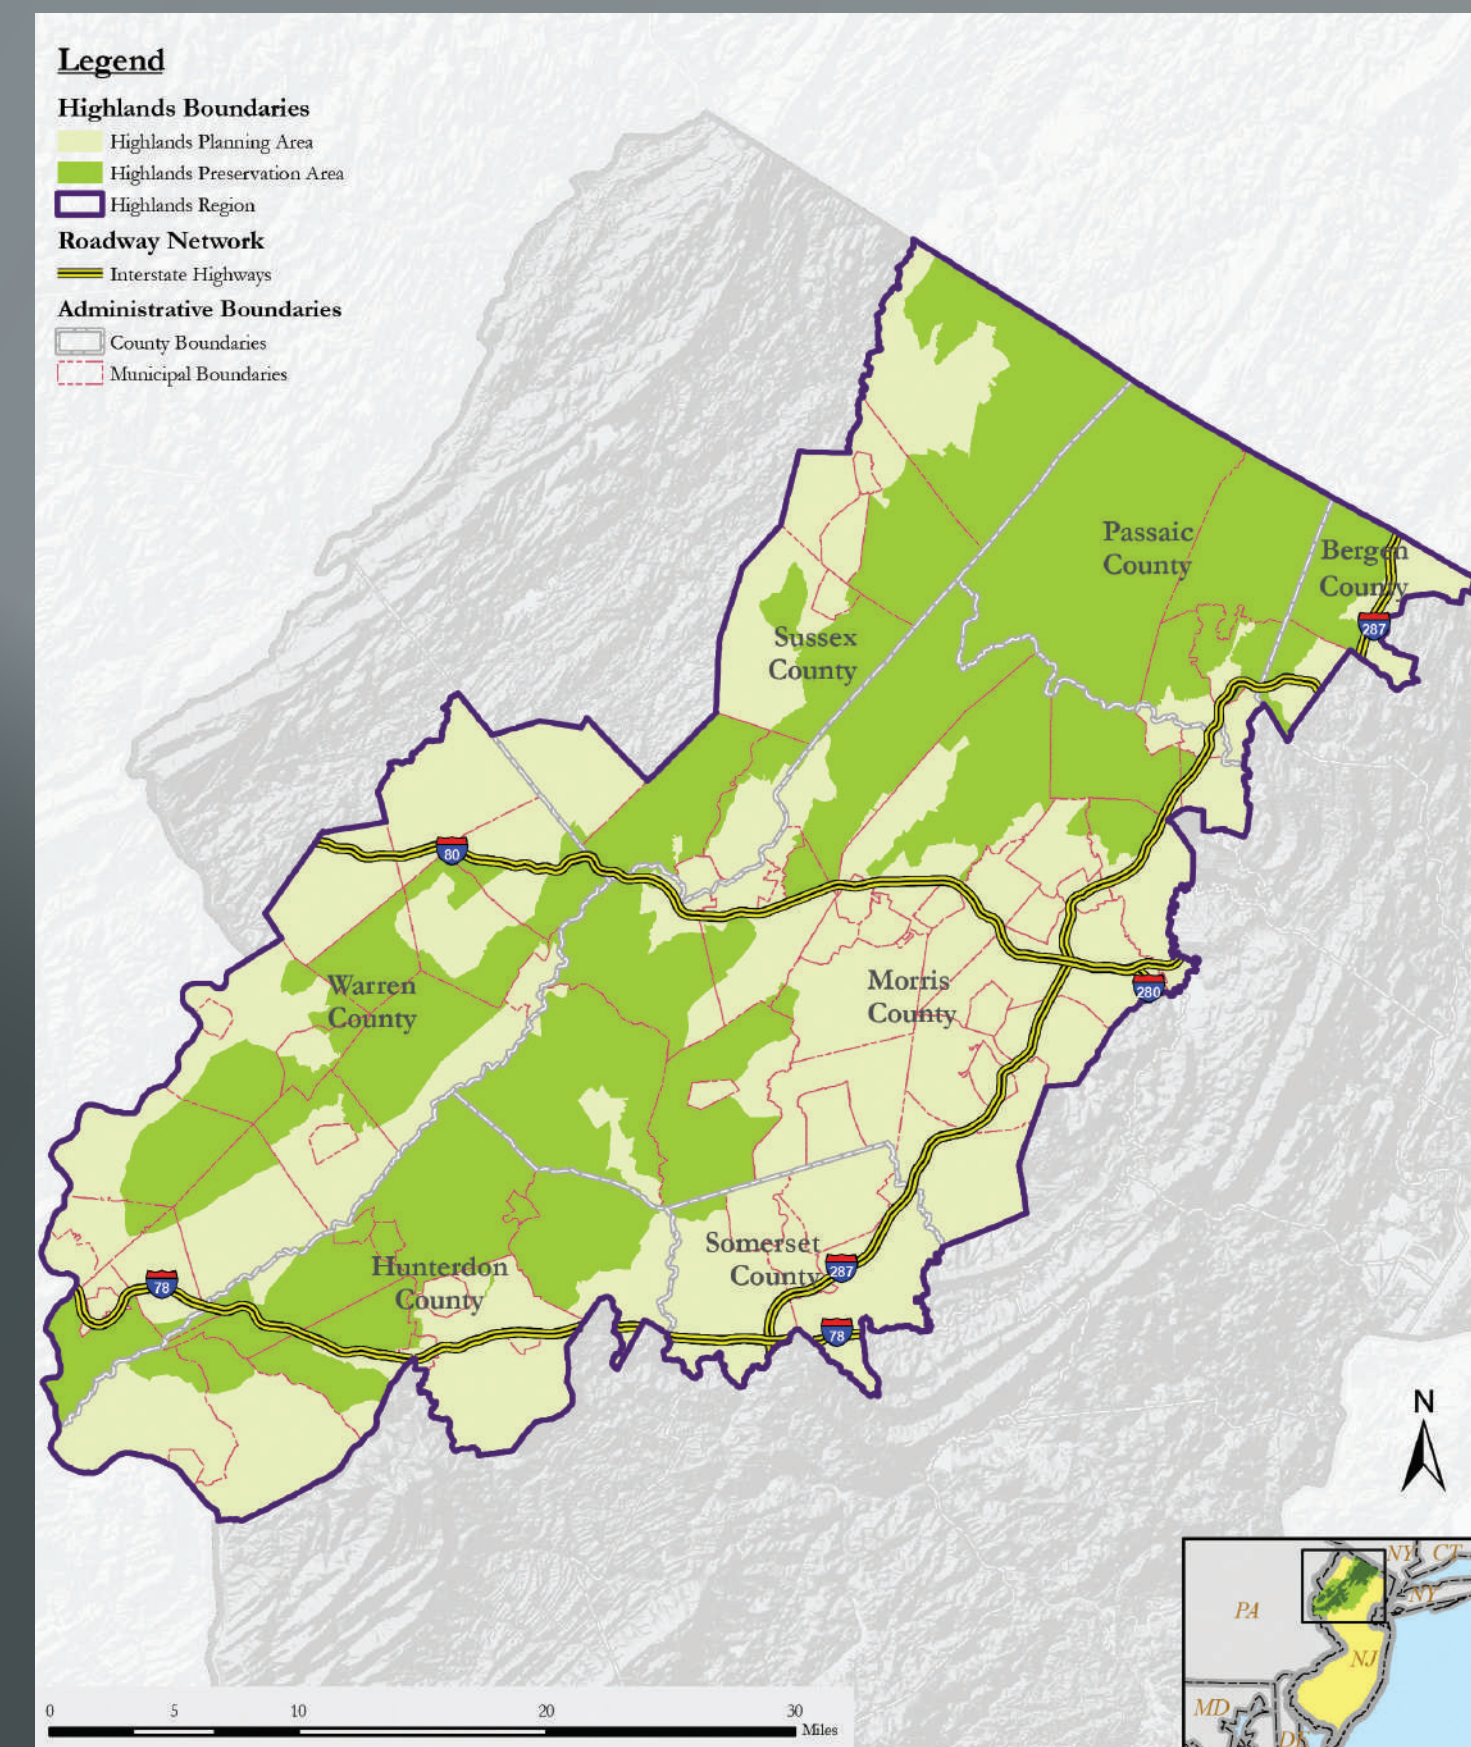 Legend
Highlands Boundaries
Highlands Planning Area
Highlands Preservation Area
Highlands Region
Roadway Network
Interstate Highways
Administrative Boundaries
County Boundaries
Municipal Boundaries
Passaic
County
Bergen
County
287
Sussex
County
80
Warren
County
Morris
County
280
Somerset
County
287
Hunterdon
County
78
78
N
NY
CT
NY
PA
NJ
MD
DE
0
5
10
20
30
Miles